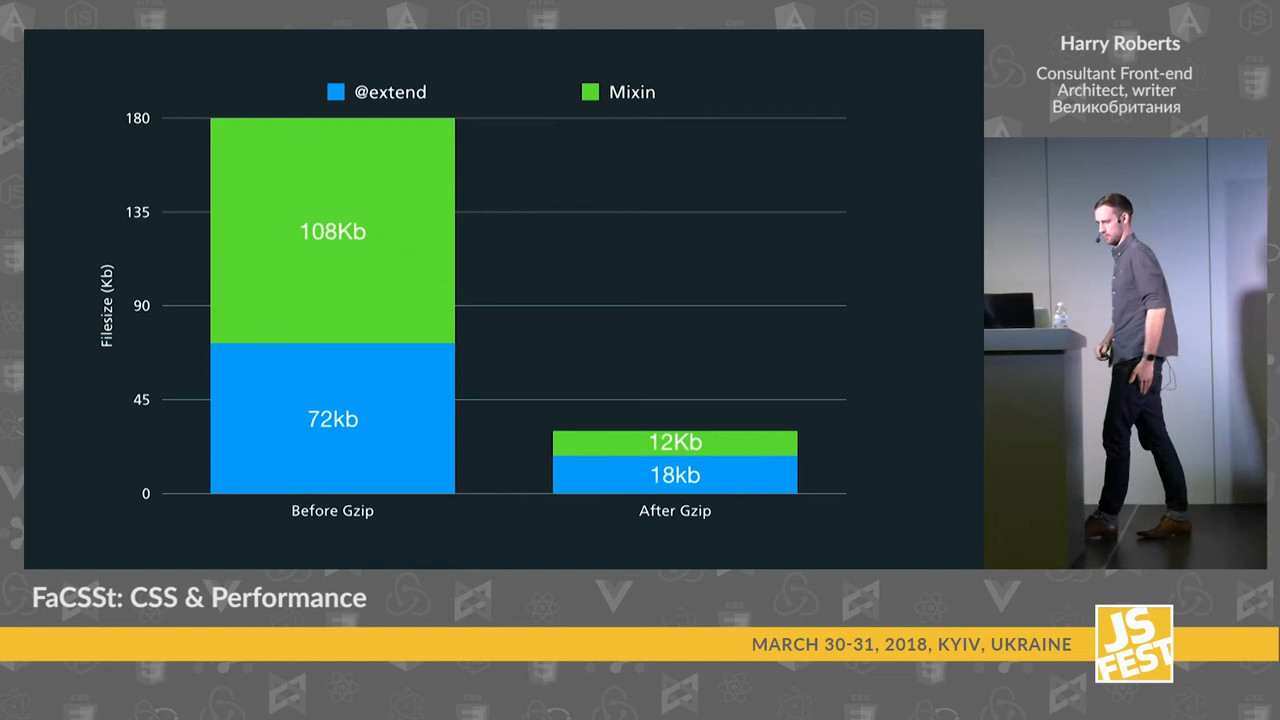 @extend
Mixin
180
135
90
45
0
Filesize (Kb)
108Kb
72kb
12Kb
18kb
Before Gzip
After Gzip
Harry Roberts
Consultant Front-end
Architect, writer
Великобритания
FaCSSt: CSS & Performance
MARCH 30-31, 2018, KYIV, UKRAINE
JS
FEST